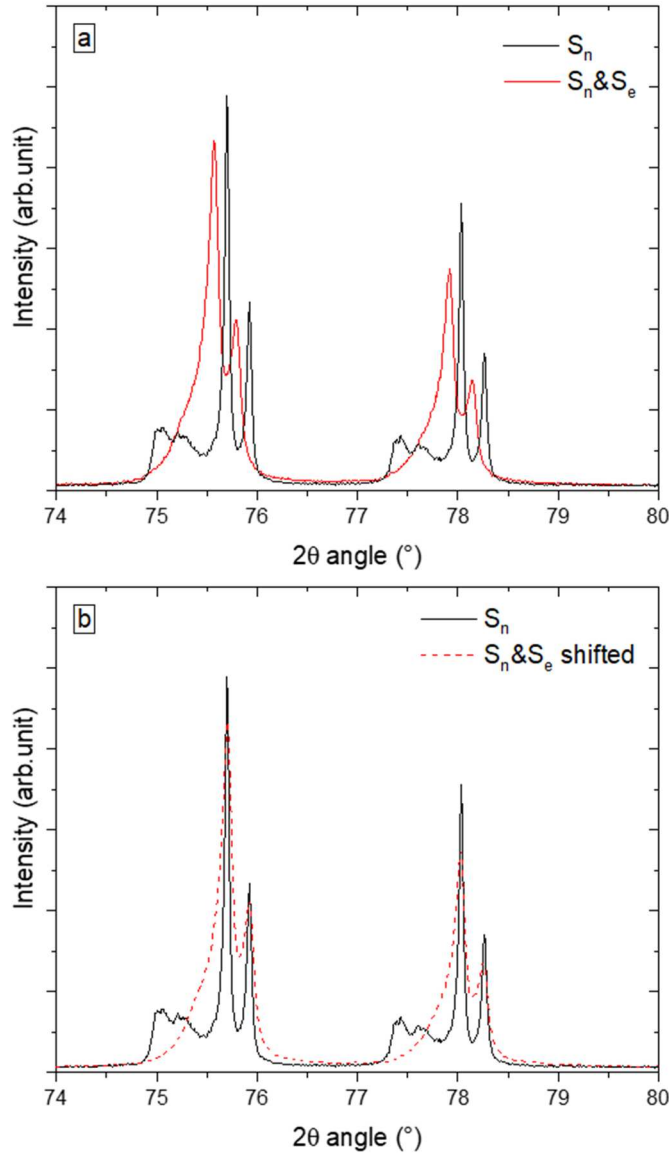 a
Sn
Sn&Se
Intensity (arb.unit)
74 75 76 77 78 79 80
2θ angle (°)
b
Sn
Sn&Se shifted
Intensity (arb.unit)
74 75 76 77 78 79 80
2θ angle (°)